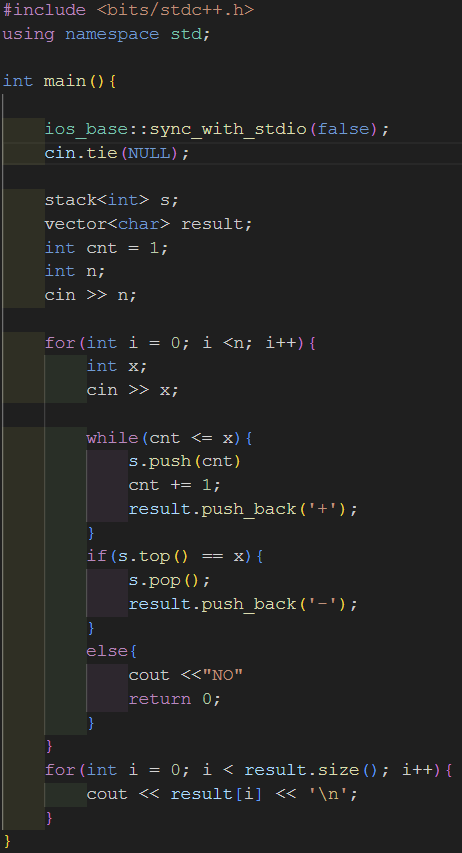 #include <bits/stdc++.h>
using namespace std;
int main(){
ios_base::sync_with_stdio(false);
cin.tie(NULL);
stack<int> s;
vector<char> result;
int cnt = 1;
int n;
cin >> n;
for(int i = 0; i <n; i++){
int x;
cin >> x;
while(cnt <= x){
s.push(cnt)
cnt += 1;
result.push_back('+');
}
if(s.top() == x){
s.pop();
result.push_back('-');
}
else{
cout <<"NO"
return 0;
}
}
for(int i = 0; i < result.size(); i++){
cout << result[i] << '\n';
}
}